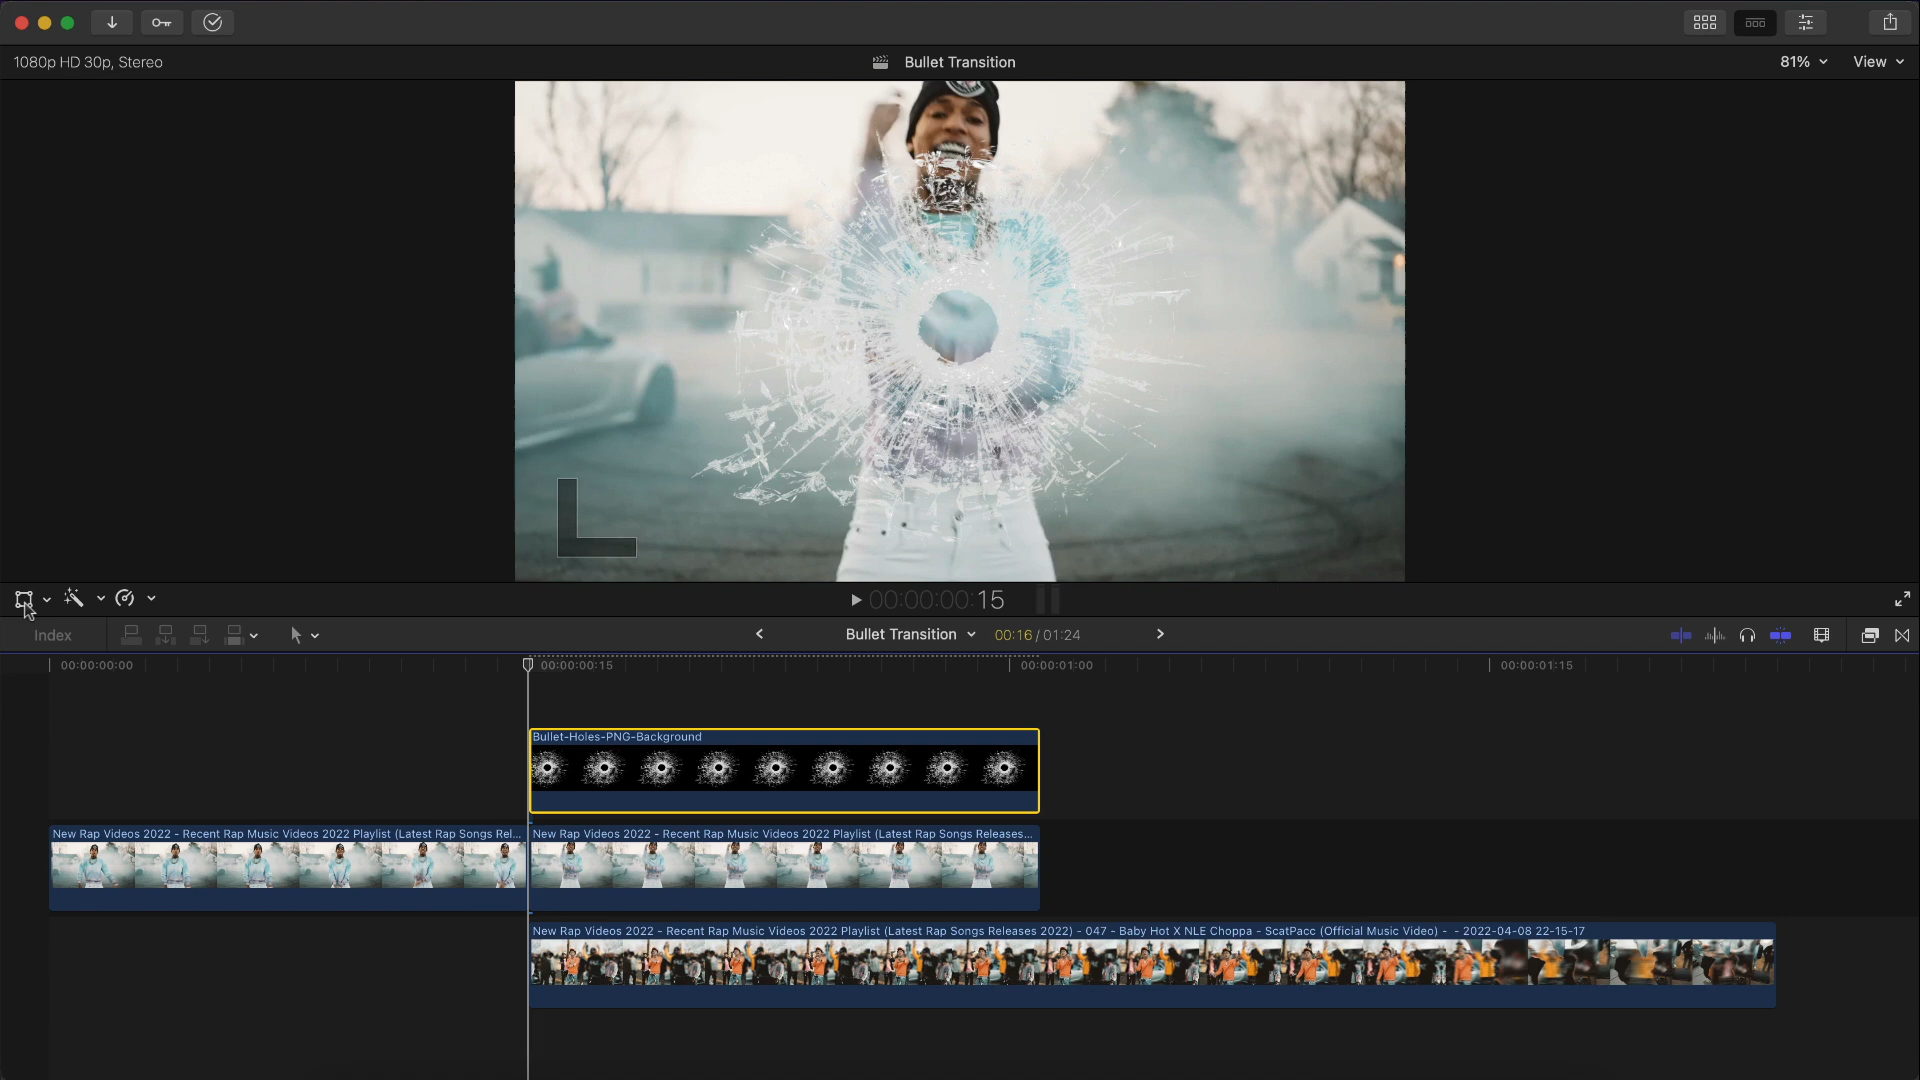 1080p HD 30p, Stereo
Bullet Transition
81%
View
00:00:00:15
Index
Bullet Transition
00:16 / 01:24
00:00:00:00
00:00:00:15
00:00:01:00
00:00:01:15
Bullet-Holes-PNG-Background
New Rap Videos 2022 - Recent Rap Music Videos 2022 Playlist (Latest Rap Songs Rel...
New Rap Videos 2022 - Recent Rap Music Videos 2022 Playlist (Latest Rap Songs Releases...
New Rap Videos 2022 - Recent Rap Music Videos 2022 Playlist (Latest Rap Songs Releases 2022) - 047 - Baby Hot X NLE Choppa - ScatPacc (Official Music Video) - - 2022-04-08 22-15-17